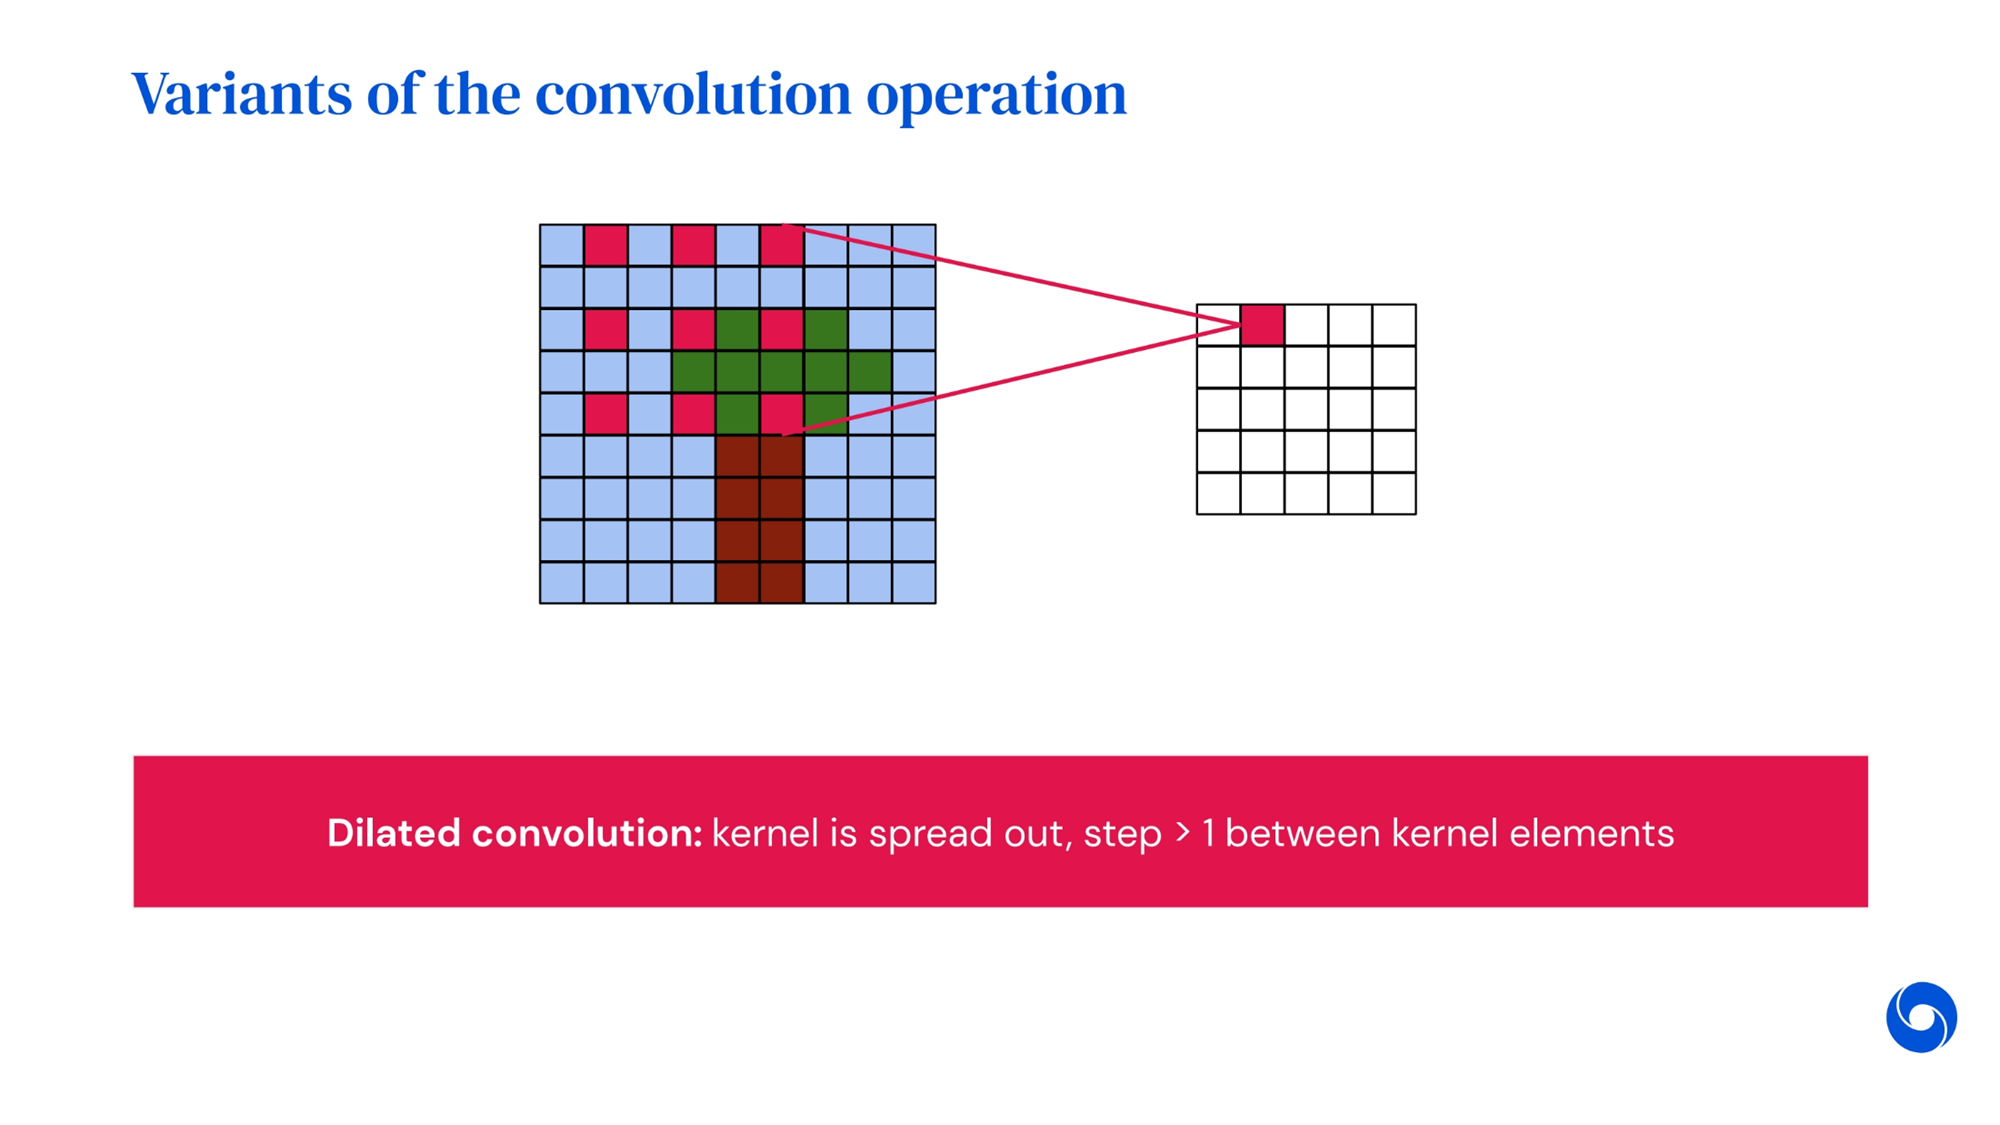 Variants of the convolution operation
Dilated convolution: kernel is spread out, step > 1 between kernel elements